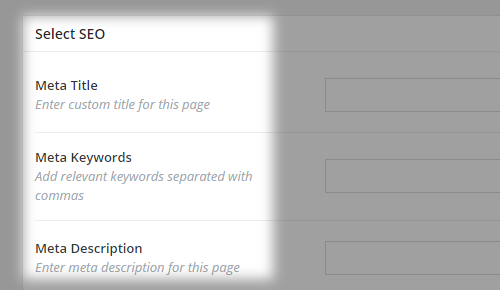 Select SEO
Meta Title
Enter custom title for this page
Meta Keywords
Add relevant keywords separated with
commas
Meta Description
Enter meta description for this page